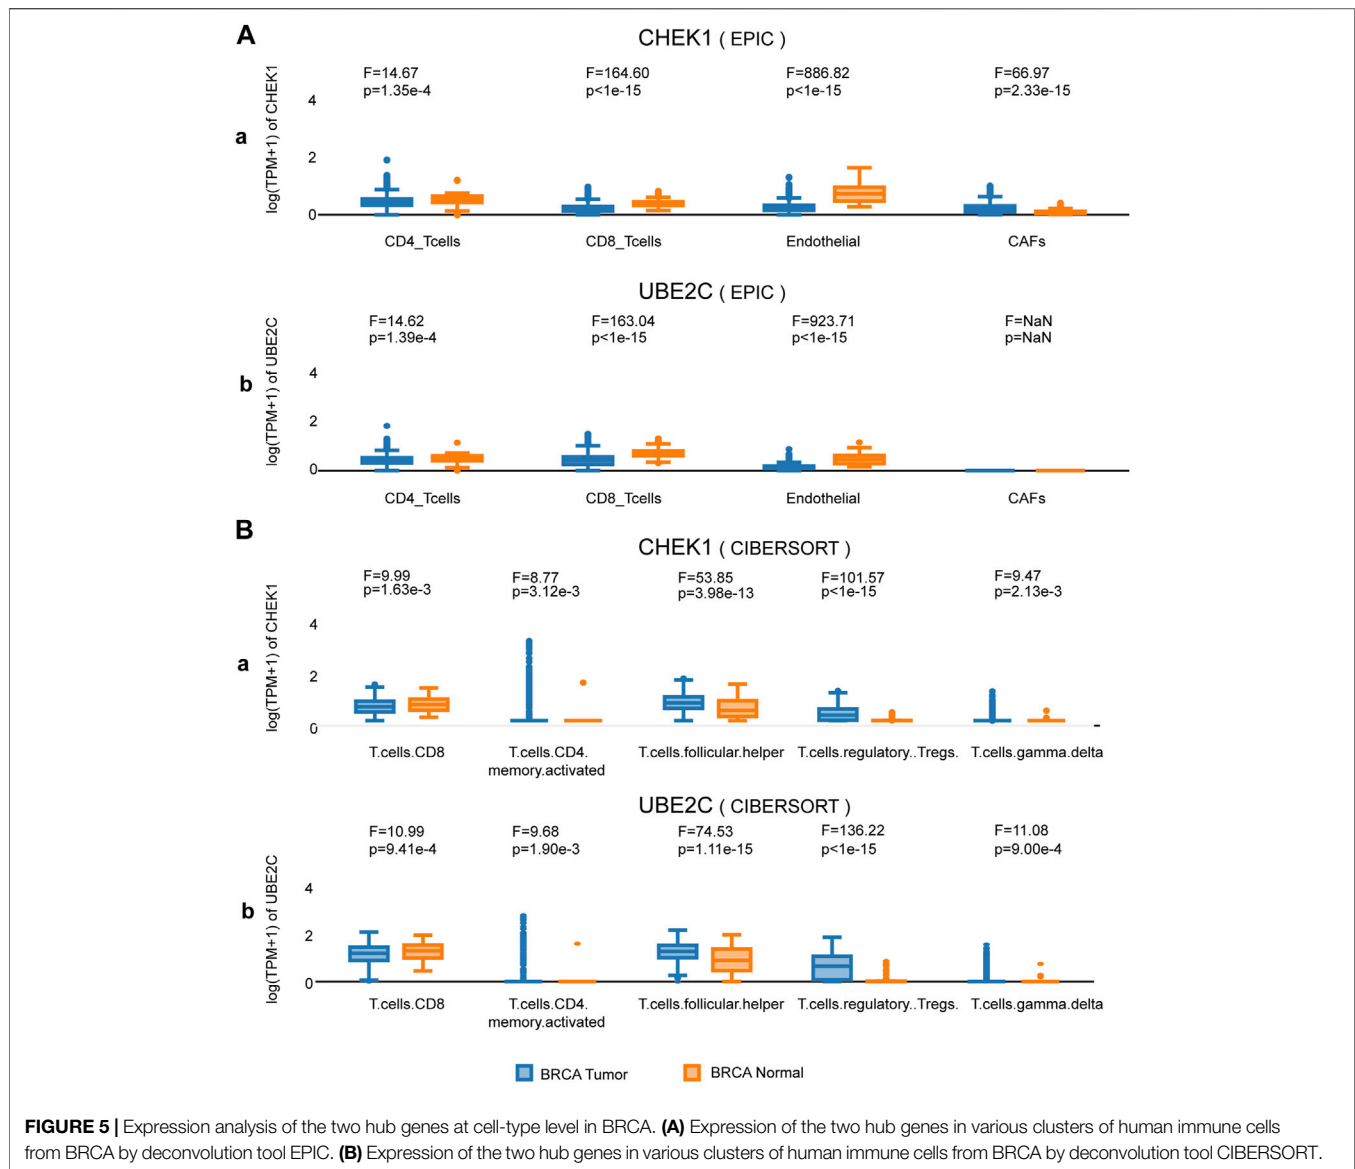 A
CHEK1 ( EPIC )
F=14.67
p=1.35e-4
F=164.60
p<1e-15
F=886.82
p<1e-15
F=66.97
p=2.33e-15
a
log(TPM+1) of CHEK1
4
2
0
CD4_Tcells
CD8_Tcells
Endothelial
CAFs
UBE2C ( EPIC )
F=14.62
p=1.39e-4
F=163.04
p<1e-15
F=923.71
p<1e-15
F=NaN
p=NaN
b
log(TPM+1) of UBE2C
4
2
0
CD4_Tcells
CD8_Tcells
Endothelial
CAFs
B
CHEK1 ( CIBERSORT )
F=9.99
p=1.63e-3
F=8.77
p=3.12e-3
F=53.85
p=3.98e-13
F=101.57
p<1e-15
F=9.47
p=2.13e-3
a
log(TPM+1) of CHEK1
4
2
0
T.cells.CD8
T.cells.CD4.
memory.activated
T.cells.follicular.helper
T.cells.regulatory..Tregs.
T.cells.gamma.delta
UBE2C ( CIBERSORT )
F=10.99
p=9.41e-4
F=9.68
p=1.90e-3
F=74.53
p=1.11e-15
F=136.22
p<1e-15
F=11.08
p=9.00e-4
b
log(TPM+1) of UBE2C
4
2
0
T.cells.CD8
T.cells.CD4.
memory.activated
T.cells.follicular.helper
T.cells.regulatory..Tregs.
T.cells.gamma.delta
BRCA Tumor
BRCA Normal
FIGURE 5 | Expression analysis of the two hub genes at cell-type level in BRCA. (A) Expression of the two hub genes in various clusters of human immune cells
from BRCA by deconvolution tool EPIC. (B) Expression of the two hub genes in various clusters of human immune cells from BRCA by deconvolution tool CIBERSORT.